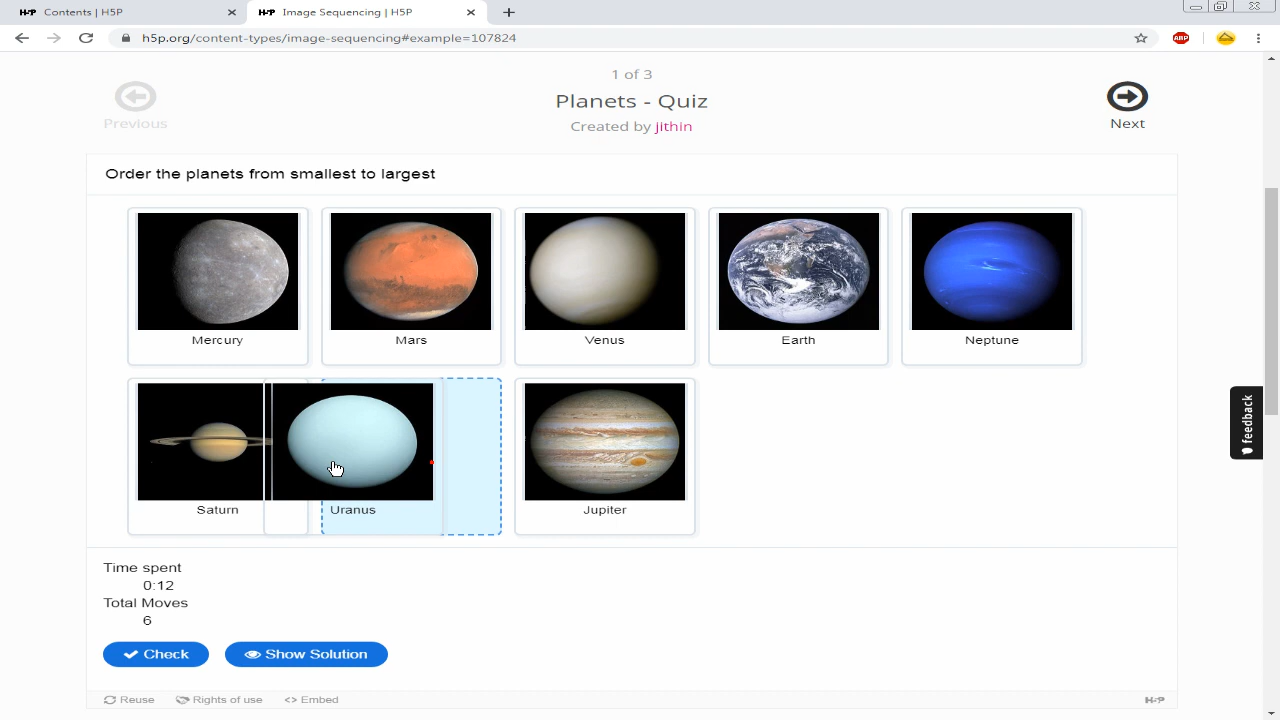 H-P Contents | H5P
H-P Image Sequencing | H5P
h5p.org/content-types/image-sequencing#example=107824
ABP
1 of 3
Planets - Quiz
Created by jithin
Previous
Next
Order the planets from smallest to largest
Mercury
Mars
Venus
Earth
Neptune
Saturn
Uranus
Jupiter
feedback
Time spent
0:12
Total Moves
6
Check
Show Solution
Reuse
Rights of use
<> Embed
H-P